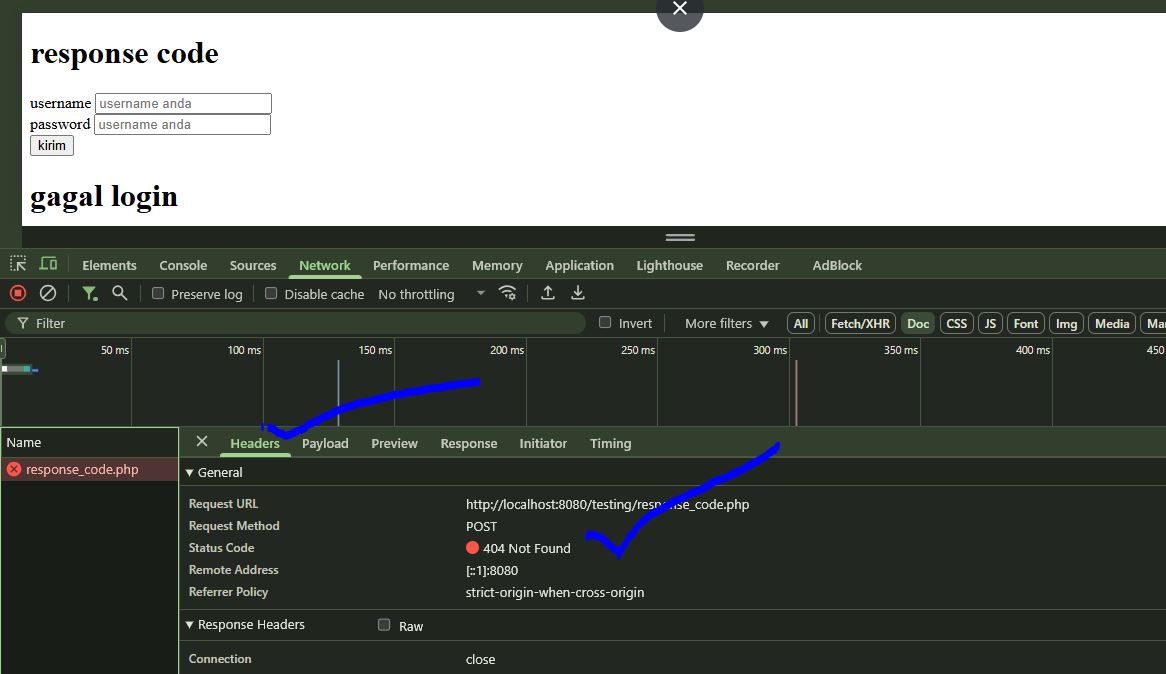 response code
username username anda
password username anda
kirim
gagal login
Elements Console Sources Network Performance Memory Application Lighthouse Recorder AdBlock
Preserve log Disable cache No throttling
Filter Invert More filters All Fetch/XHR Doc CSS JS Font Img Media Ma
50 ms 100 ms 150 ms 200 ms 250 ms 300 ms 350 ms 400 ms 450
Name Headers Payload Preview Response Initiator Timing
response_code.php
General
Request URL http://localhost:8080/testing/response_code.php
Request Method POST
Status Code 404 Not Found
Remote Address [::1]:8080
Referrer Policy strict-origin-when-cross-origin
Response Headers Raw
Connection close